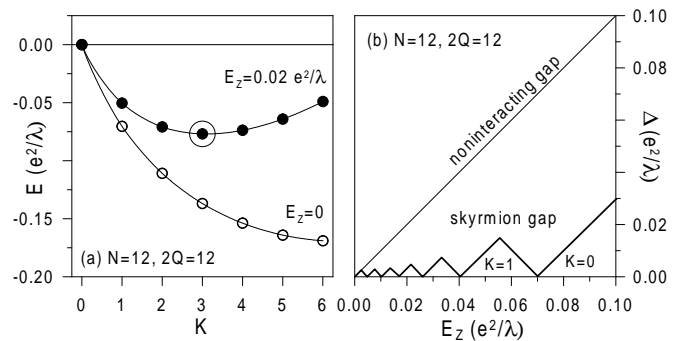 0.00
-0.05
-0.10
-0.15
-0.20
E (e²/λ)
E_Z=0.02 e²/λ
E_Z=0
(a) N=12, 2Q=12
0 1 2 3 4 5 6
K
(b) N=12, 2Q=12
noninteracting gap
skyrmion gap
K=1
K=0
0.00 0.02 0.04 0.06 0.08 0.10
E_Z (e²/λ)
0.10
0.08
0.06
0.04
0.02
0.00
Δ (e²/λ)